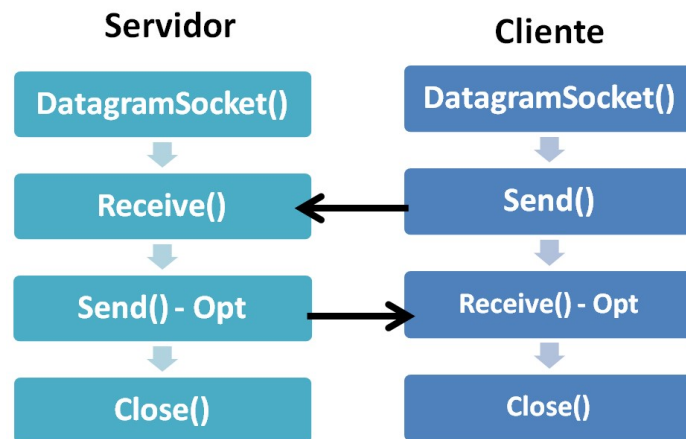 Servidor
DatagramSocket()
Receive()
Send() - Opt
Close()
Cliente
DatagramSocket()
Send()
Receive() - Opt
Close()